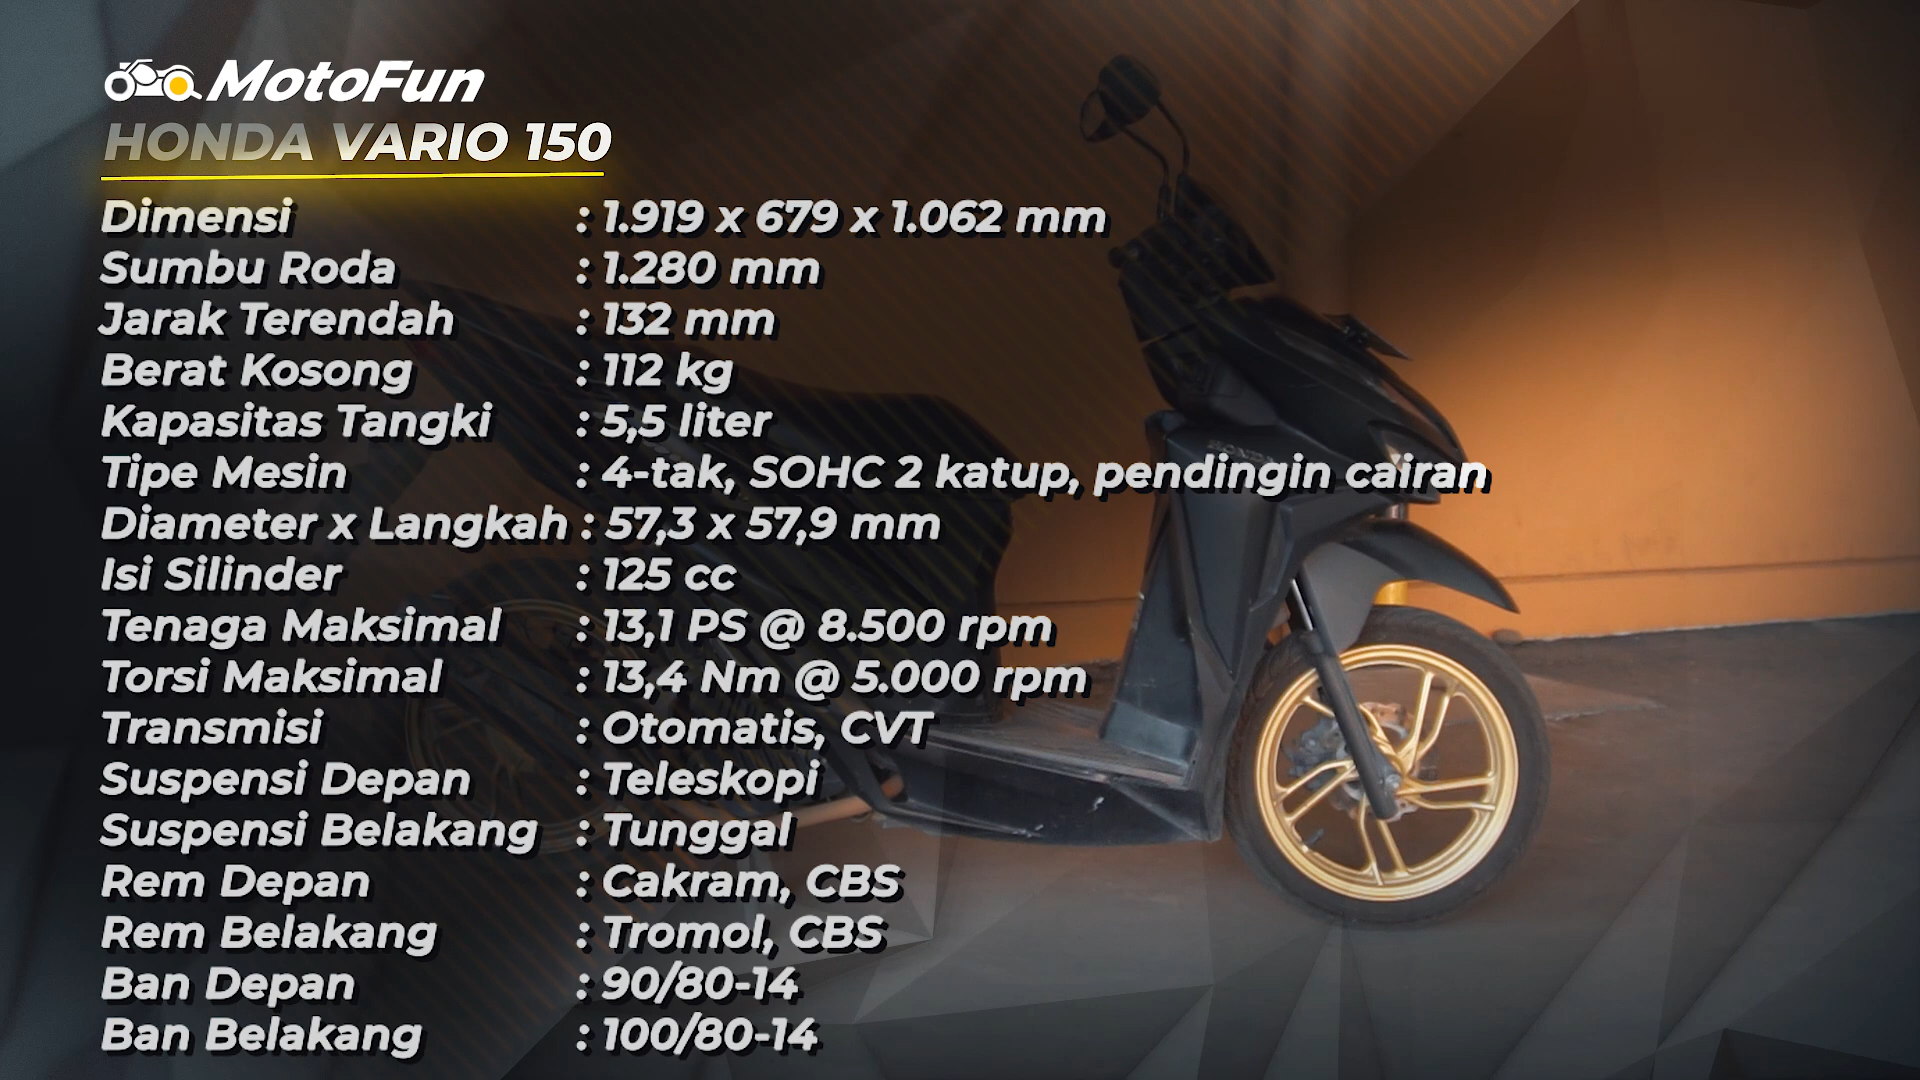 MotoFun
HONDA VARIO 150
Dimensi : 1.919 x 679 x 1.062 mm
Sumbu Roda : 1.280 mm
Jarak Terendah : 132 mm
Berat Kosong : 112 kg
Kapasitas Tangki : 5,5 liter
Tipe Mesin : 4-tak, SOHC 2 katup, pendingin cairan
Diameter x Langkah : 57,3 x 57,9 mm
Isi Silinder : 125 cc
Tenaga Maksimal : 13,1 PS @ 8.500 rpm
Torsi Maksimal : 13,4 Nm @ 5.000 rpm
Transmisi : Otomatis, CVT
Suspensi Depan : Teleskopi
Suspensi Belakang : Tunggal
Rem Depan : Cakram, CBS
Rem Belakang : Tromol, CBS
Ban Depan : 90/80-14
Ban Belakang : 100/80-14
HONDA